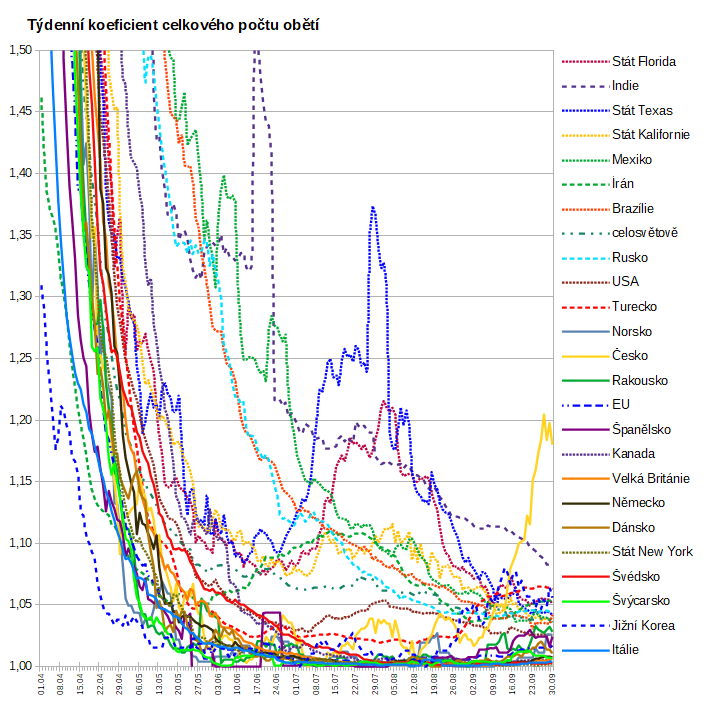 Týdenní koeficient celkového počtu obětí
1,50
1,45
1,40
1,35
1,30
1,25
1,20
1,15
1,10
1,05
1,00
01.04
08.04
15.04
22.04
29.04
06.05
13.05
20.05
27.05
03.06
10.06
17.06
24.06
01.07
08.07
15.07
22.07
29.07
05.08
12.08
19.08
26.08
02.09
09.09
16.09
23.09
30.09
Stát Florida
Indie
Stát Texas
Stát Kalifornie
Mexiko
Írán
Brazílie
celosvětově
Rusko
USA
Turecko
Norsko
Česko
Rakousko
EU
Španělsko
Kanada
Velká Británie
Německo
Dánsko
Stát New York
Švédsko
Švýcarsko
Jižní Korea
Itálie